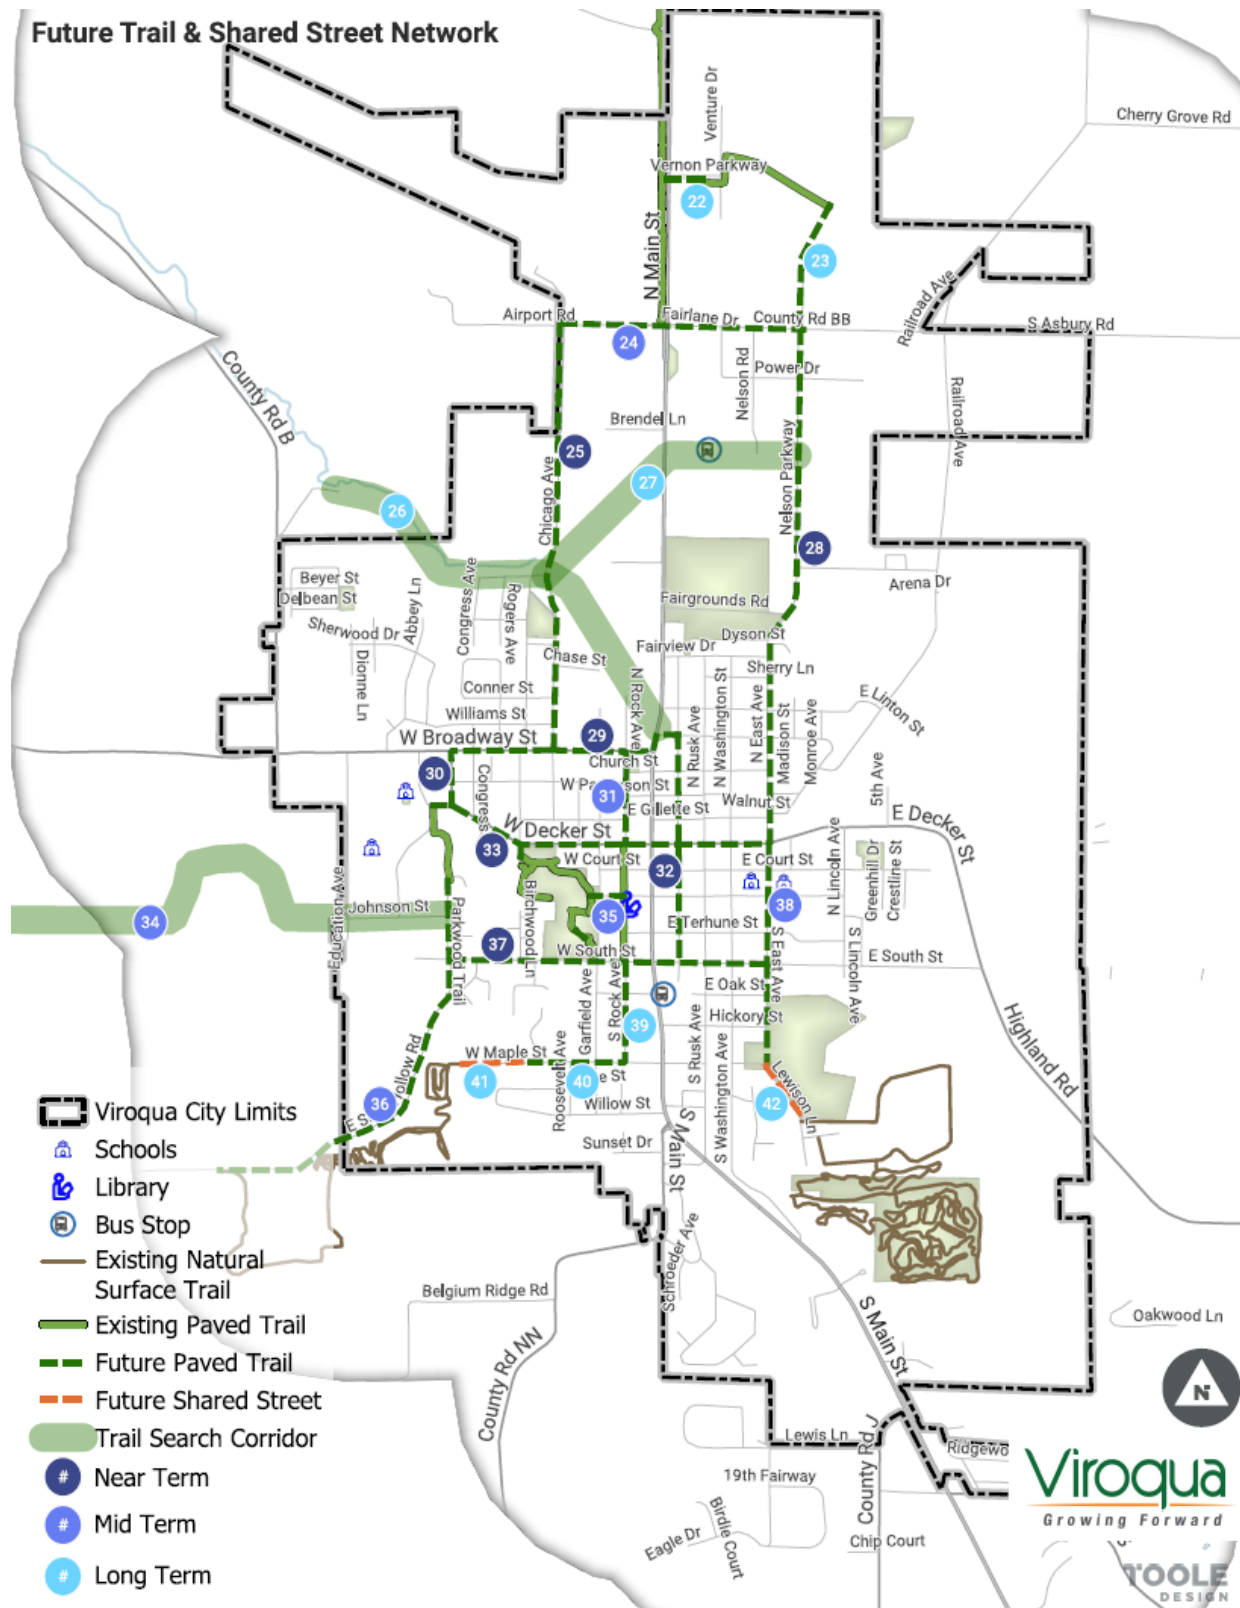 Future Trail & Shared Street Network
Cherry Grove Rd
Venture Dr
Vernon Parkway
22
N Main St
23
Railroad Ave
Airport Rd
Fairlane Dr
County Rd BB
S Asbury Rd
24
County Rd B
Nelson Rd
Power Dr
Railroad Ave
Brendel Ln
25
Chicago Ave
Nelson Parkway
27
26
28
Beyer St
Delbean St
Abbey Ln
Congress Ave
Rogers Ave
Arena Dr
Fairgrounds Rd
Sherwood Dr
Dionne Ln
Dyson St
Fairview Dr
Chase St
Sherry Ln
N Rock Ave
Conner St
N Washington St
N East Ave
E Linton St
Williams St
N Rusk Ave
Madison St
Monroe Ave
W Broadway St
29
Church St
30
Congress
5th Ave
31
E Gillette St
Walnut St
W Decker St
E Decker St
33
W Court St
E Court St
32
N Lincoln Ave
Greenhill Dr
Crestline St
Education Ave
Birchwood Ln
34
Johnson St
Parkwood Trail
35
E Terhune St
38
37
W South St
S East Ave
S Lincoln Ave
E South St
E Oak St
Garfield Ave
S Rock Ave
Hickory St
39
Highland Rd
W Maple St
Roosevelt Ave
S Rusk Ave
S Washington Ave
Lewison Ln
41
40
e St
42
36
ollow Rd
E S
Willow St
Sunset Dr
S Main St
Viroqua City Limits
Schools
Library
Bus Stop
Existing Natural
Surface Trail
Existing Paved Trail
Future Paved Trail
Future Shared Street
Trail Search Corridor
# Near Term
# Mid Term
# Long Term
Schroeder Ave
Belgium Ridge Rd
County Rd NN
S Main St
Oakwood Ln
N
Lewis Ln
County Rd J
Ridgewo
19th Fairway
Birdie Court
Eagle Dr
Chip Court
Viroqua
Growing Forward
TOOLE
DESIGN